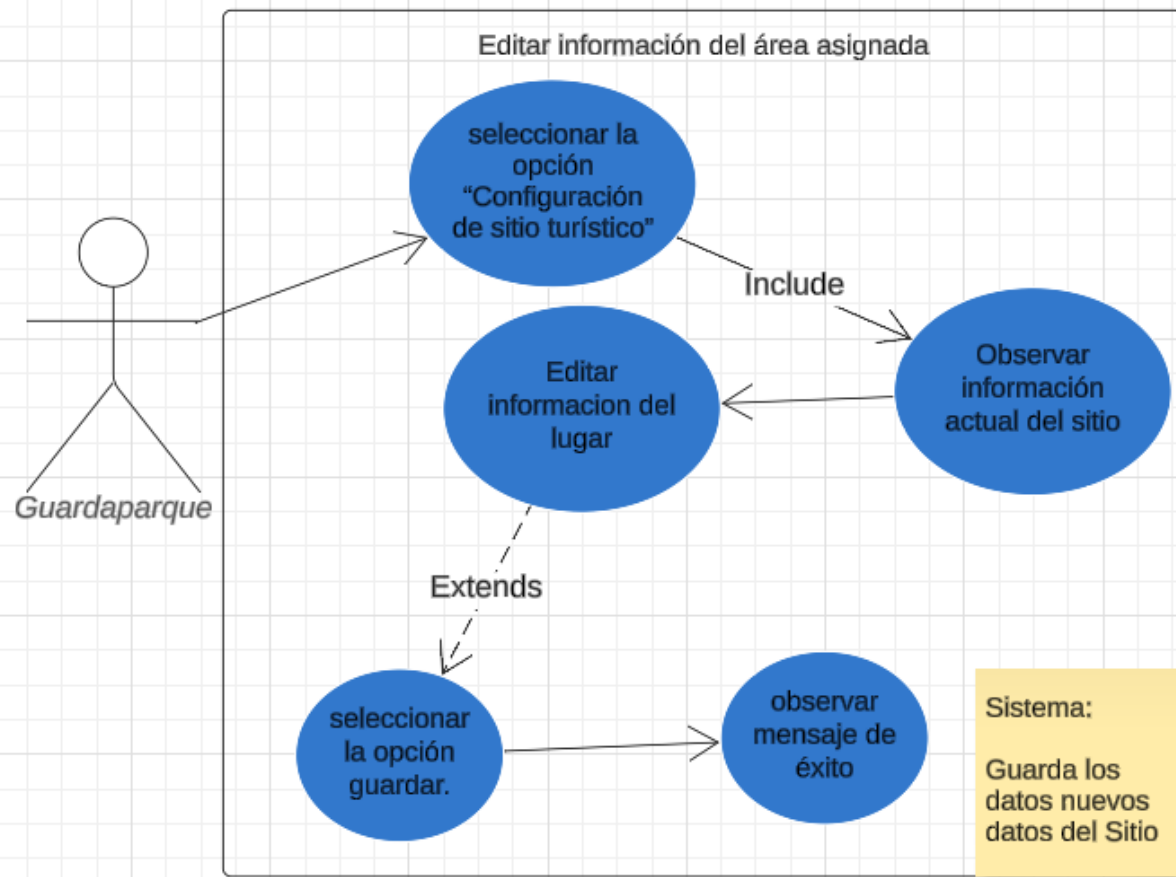 Editar información del área asignada
seleccionar la
opción
“Configuración
de sitio turístico”
Include
Observar
información
actual del sitio
Editar
informacion del
lugar
Guardaparque
Extends
seleccionar
la opción
guardar.
observar
mensaje de
éxito
Sistema:
Guarda los
datos nuevos
datos del Sitio